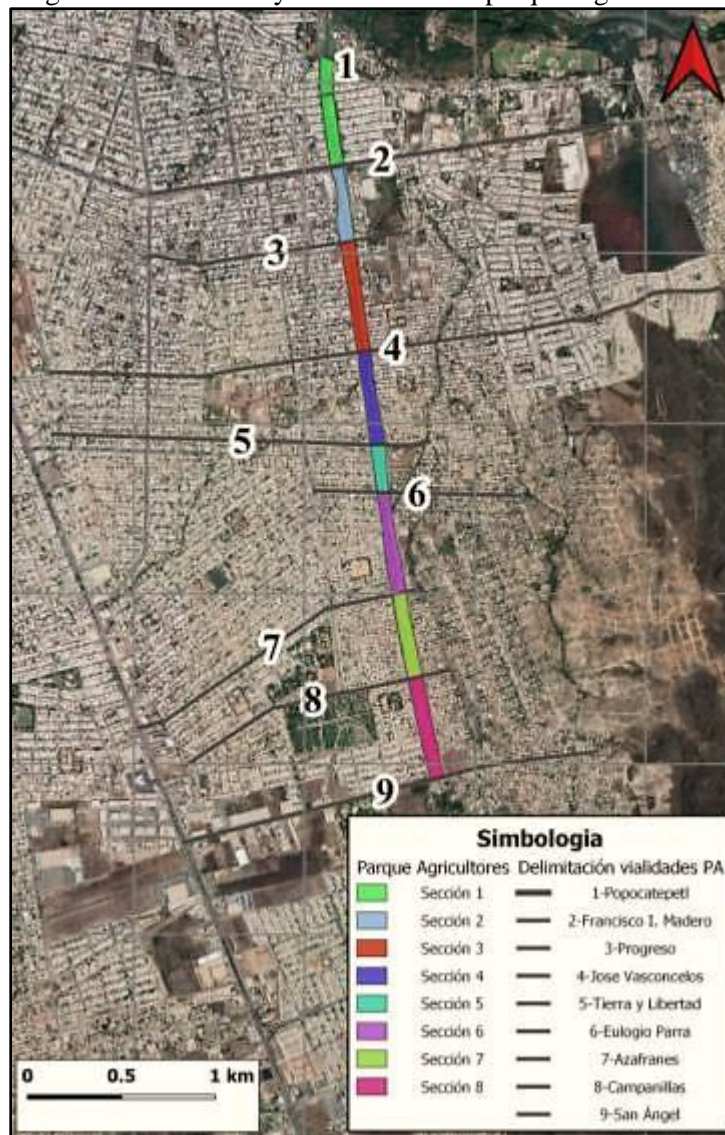 1
2
3
4
5
6
7
8
9
Simbologia
Parque Agricultores Delimitación vialidades PA
Sección 1 1-Popocatepetl
Sección 2 2-Francisco I. Madero
Sección 3 3-Progreso
Sección 4 4-Jose Vasconcelos
Sección 5 5-Tierra y Libertad
Sección 6 6-Eulogio Parra
Sección 7 7-Azafranes
Sección 8 8-Campanillas
9-San Ángel
0 0.5 1 km